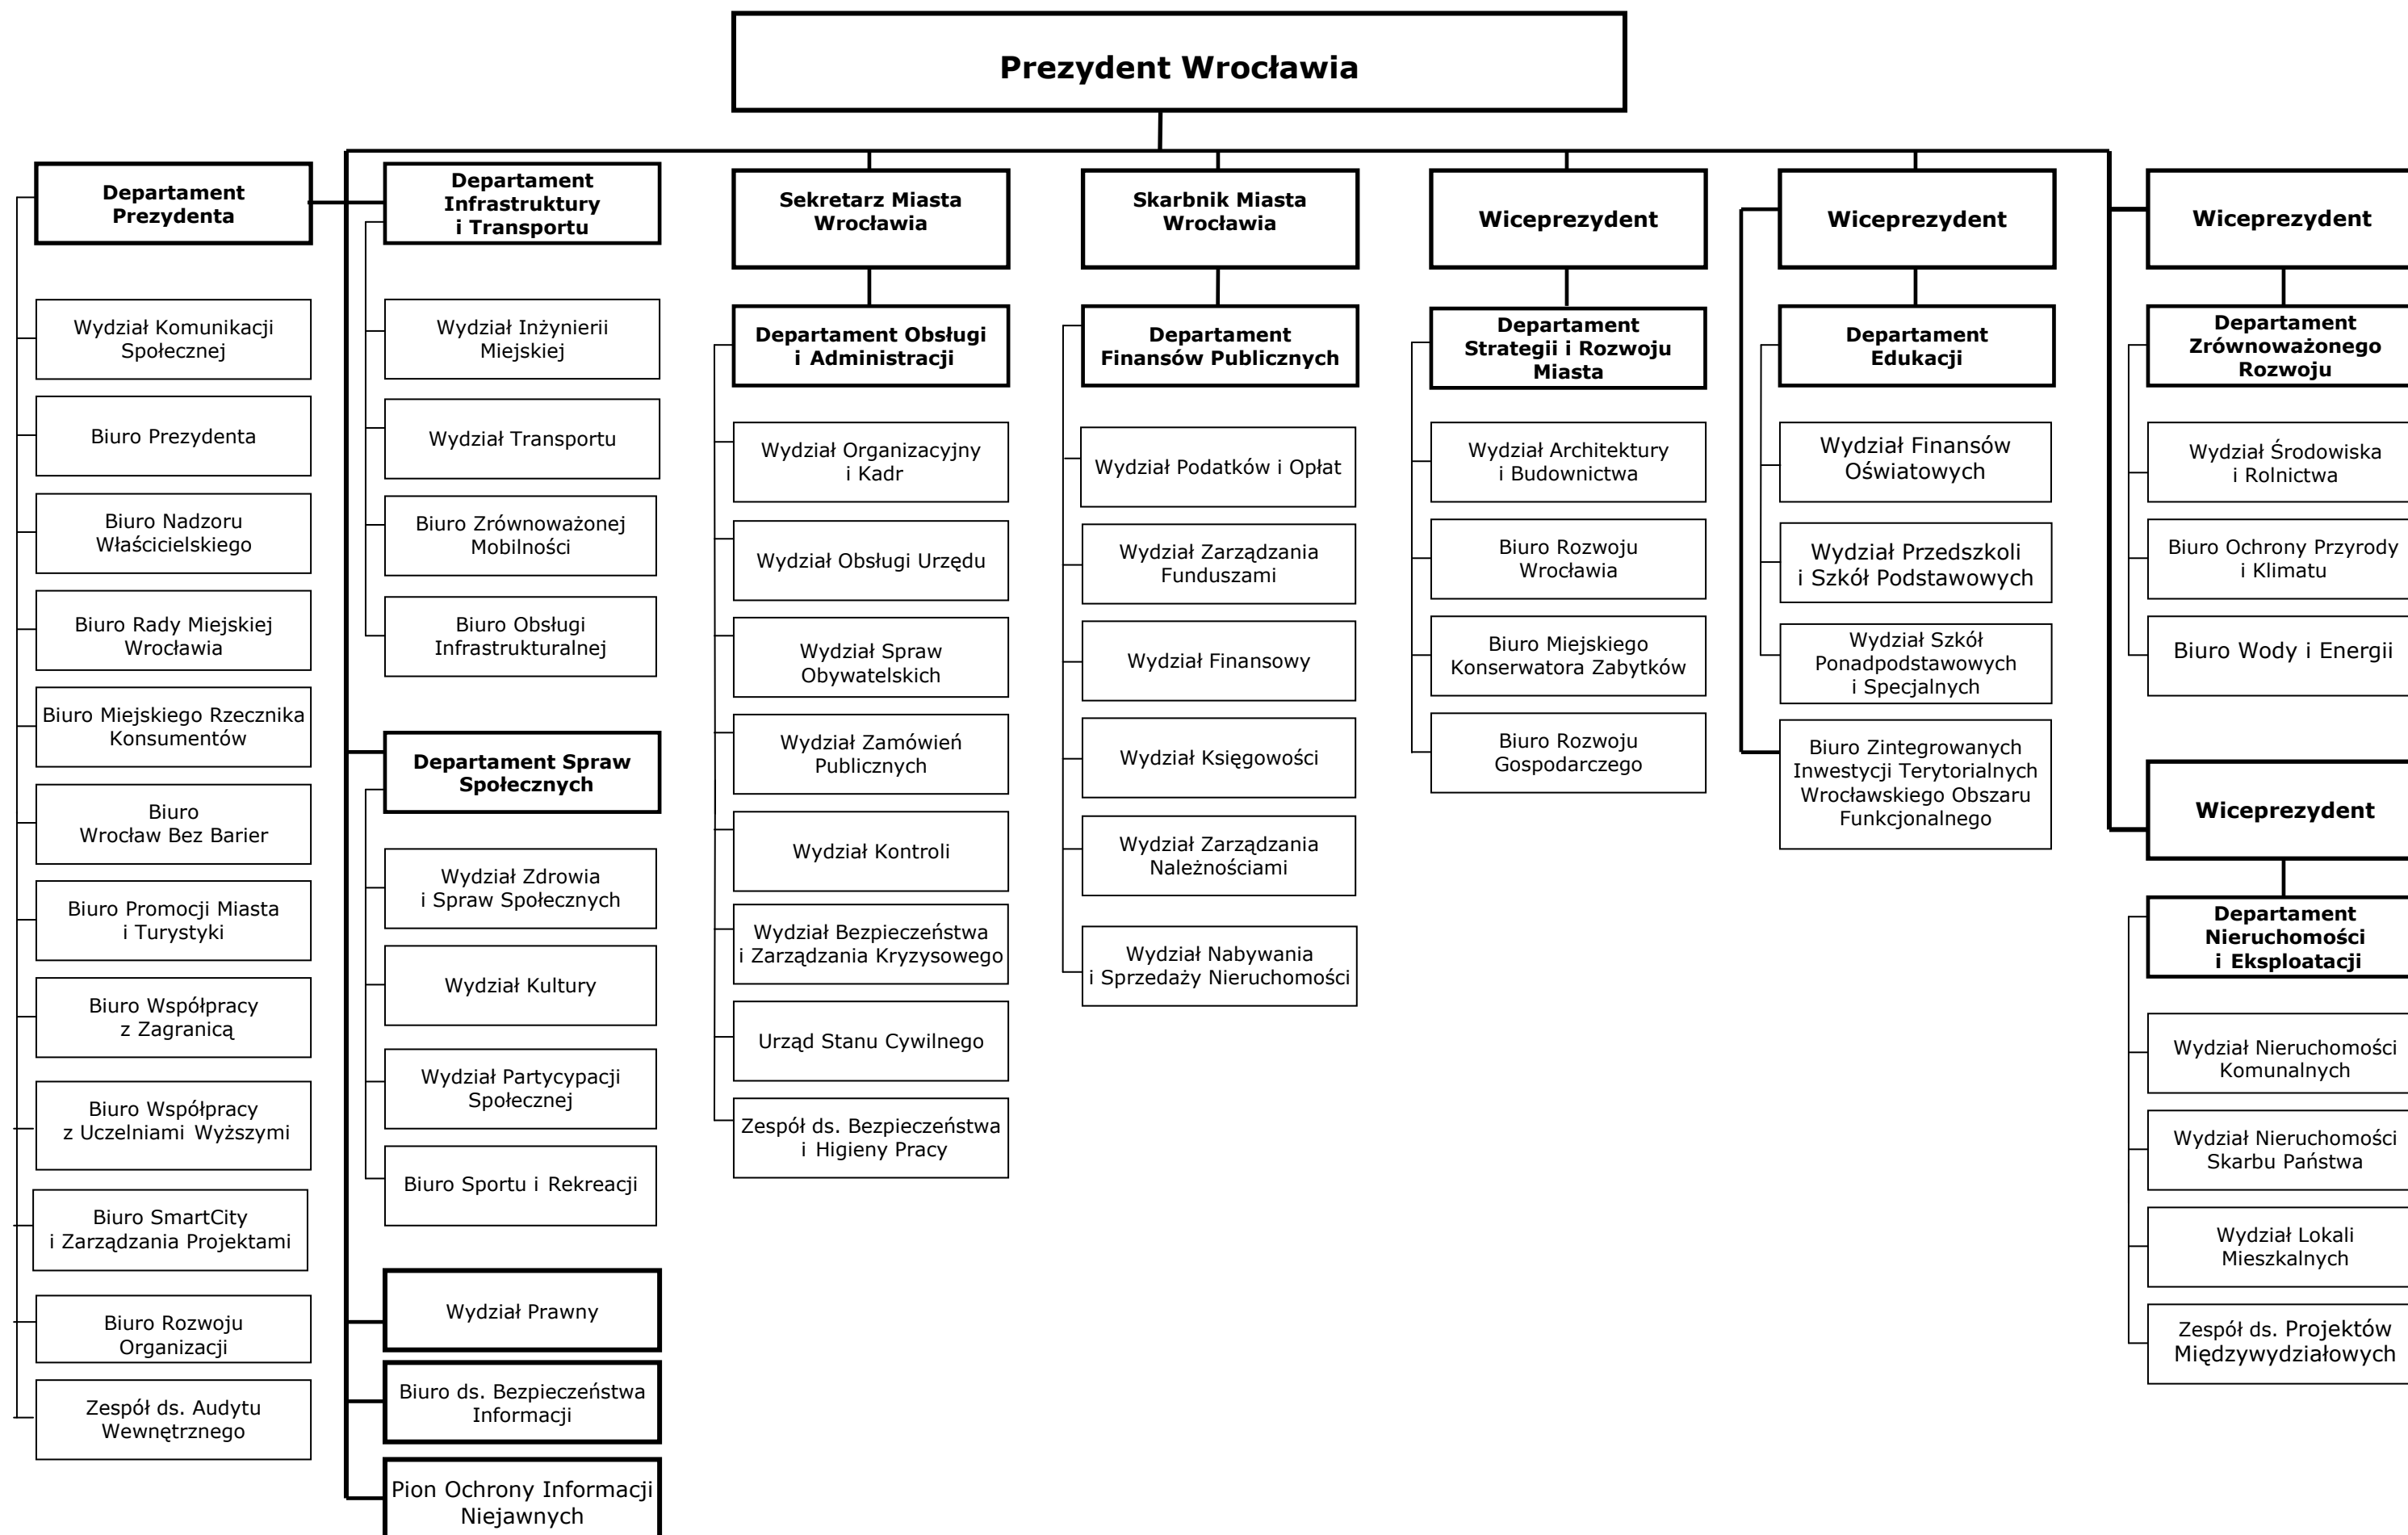 Prezydent Wrocławia
Departament
Prezydenta
Wydział Komunikacji
Społecznej
Biuro Prezydenta
Biuro Nadzoru
Właścicielskiego
Biuro Rady Miejskiej
Wrocławia
Biuro Miejskiego Rzecznika
Konsumentów
Biuro
Wrocław Bez Barier
Biuro Promocji Miasta
i Turystyki
Biuro Współpracy
z Zagranicą
Biuro Współpracy
z Uczelniami Wyższymi
Biuro SmartCity
i Zarządzania Projektami
Biuro Rozwoju
Organizacji
Zespół ds. Audytu
Wewnętrznego
Departament
Infrastruktury
i Transportu
Wydział Inżynierii
Miejskiej
Wydział Transportu
Biuro Zrównoważonej
Mobilności
Biuro Obsługi
Infrastrukturalnej
Departament Spraw
Społecznych
Wydział Zdrowia
i Spraw Społecznych
Wydział Kultury
Wydział Partycypacji
Społecznej
Biuro Sportu i Rekreacji
Wydział Prawny
Biuro ds. Bezpieczeństwa
Informacji
Pion Ochrony Informacji
Niejawnych
Sekretarz Miasta
Wrocławia
Departament Obsługi
i Administracji
Wydział Organizacyjny
i Kadr
Wydział Obsługi Urzędu
Wydział Spraw
Obywatelskich
Wydział Zamówień
Publicznych
Wydział Kontroli
Wydział Bezpieczeństwa
i Zarządzania Kryzysowego
Urząd Stanu Cywilnego
Zespół ds. Bezpieczeństwa
i Higieny Pracy
Skarbnik Miasta
Wrocławia
Departament
Finansów Publicznych
Wydział Podatków i Opłat
Wydział Zarządzania
Funduszami
Wydział Finansowy
Wydział Księgowości
Wydział Zarządzania
Należnościami
Wydział Nabywania
i Sprzedaży Nieruchomości
Wiceprezydent
Departament
Strategii i Rozwoju
Miasta
Wydział Architektury
i Budownictwa
Biuro Rozwoju
Wrocławia
Biuro Miejskiego
Konserwatora Zabytków
Biuro Rozwoju
Gospodarczego
Wiceprezydent
Departament
Edukacji
Wydział Finansów
Oświatowych
Wydział Przedszkoli
i Szkół Podstawowych
Wydział Szkół
Ponadpodstawowych
i Specjalnych
Biuro Zintegrowanych
Inwestycji Terytorialnych
Wrocławskiego Obszaru
Funkcjonalnego
Wiceprezydent
Departament
Zrównoważonego
Rozwoju
Wydział Środowiska
i Rolnictwa
Biuro Ochrony Przyrody
i Klimatu
Biuro Wody i Energii
Wiceprezydent
Departament
Nieruchomości
i Eksploatacji
Wydział Nieruchomości
Komunalnych
Wydział Nieruchomości
Skarbu Państwa
Wydział Lokali
Mieszkalnych
Zespół ds. Projektów
Międzywydziałowych